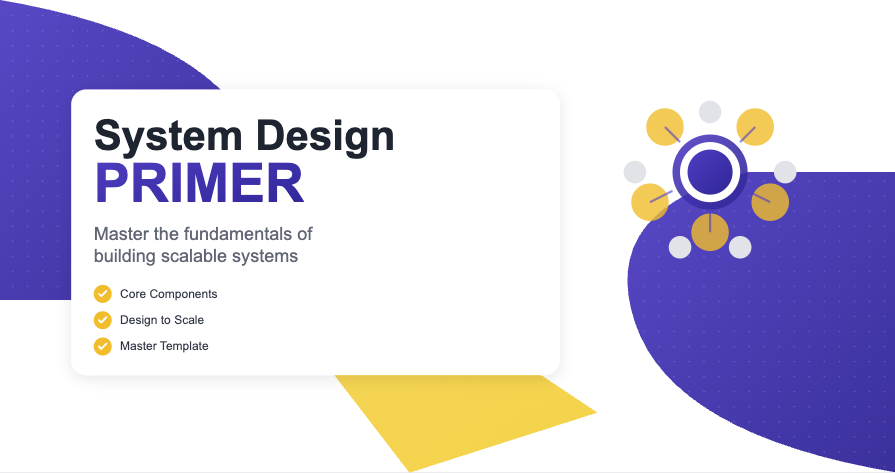 System Design
PRIMER
Master the fundamentals of
building scalable systems
Core Components
Design to Scale
Master Template